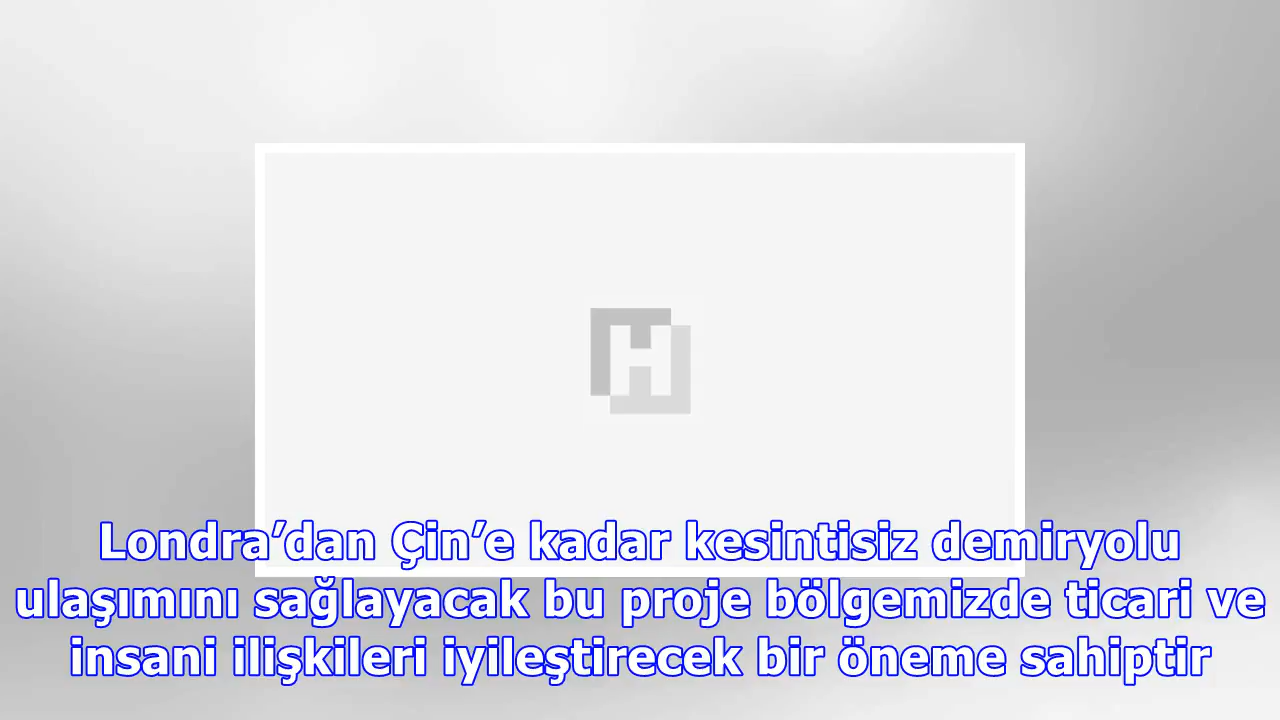 H
Londra’dan Çin’e kadar kesintisiz demiryolu
ulaşımını sağlayacak bu proje bölgemizde ticari ve
insani ilişkileri iyileştirecek bir öneme sahiptir